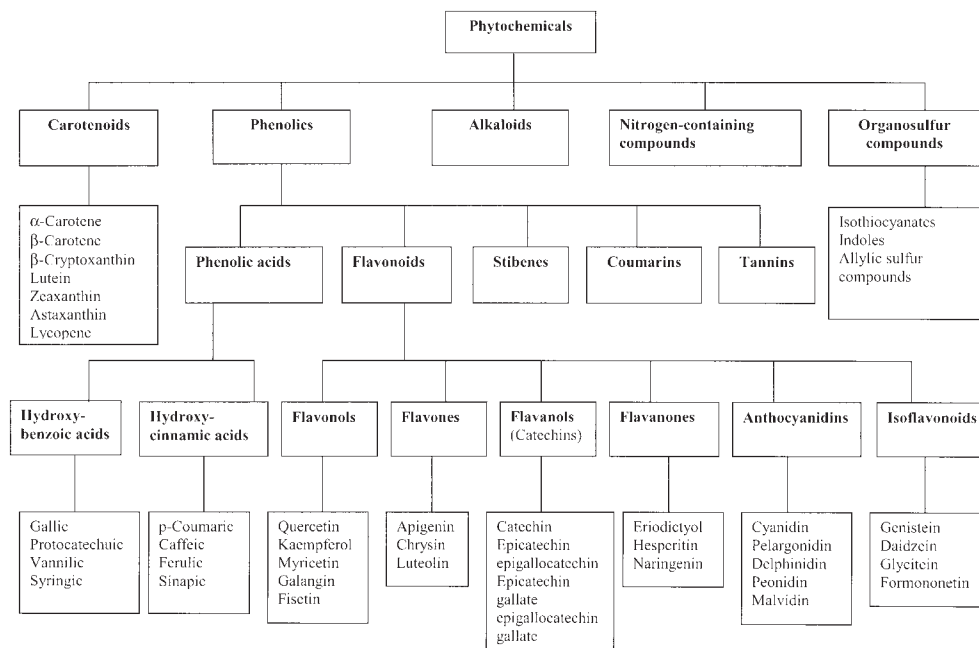 Phytochemicals
Carotenoids
Phenolics
Alkaloids
Nitrogen-containing
compounds
Organosulfur
compounds
α-Carotene
β-Carotene
β-Cryptoxanthin
Lutein
Zeaxanthin
Astaxanthin
Lycopene
Isothiocyanates
Indoles
Allylic sulfur
compounds
Phenolic acids
Flavonoids
Stibenes
Coumarins
Tannins
Hydroxy-
benzoic acids
Hydroxy-
cinnamic acids
Flavonols
Flavones
Flavanols
(Catechins)
Flavanones
Anthocyanidins
Isoflavonoids
Gallic
Protocatechuic
Vannilic
Syringic
p-Coumaric
Caffeic
Ferulic
Sinapic
Quercetin
Kaempferol
Myricetin
Galangin
Fisetin
Apigenin
Chrysin
Luteolin
Catechin
Epicatechin
epigallocatechin
Epicatechin
gallate
epigallocatechin
gallate
Eriodictyol
Hesperitin
Naringenin
Cyanidin
Pelargonidin
Delphinidin
Peonidin
Malvidin
Genistein
Daidzein
Glycitein
Formononetin